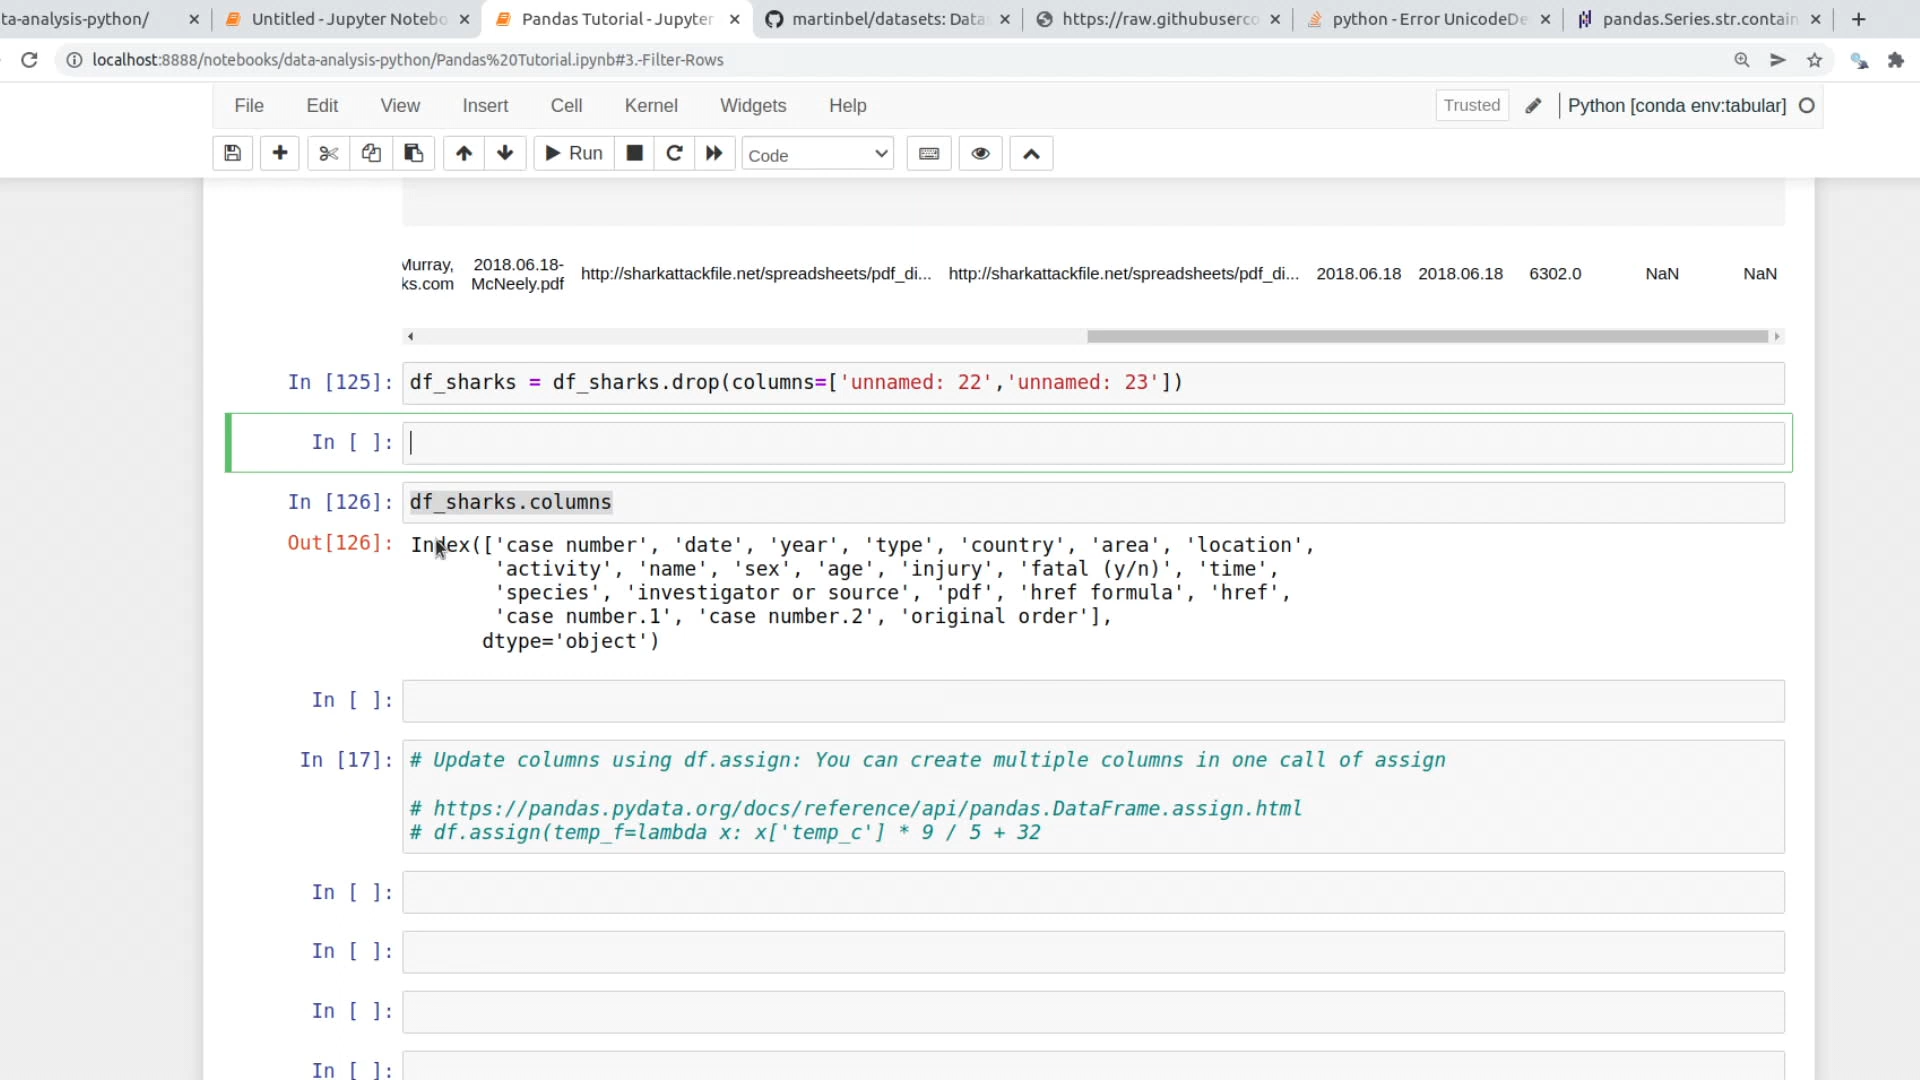 ta-analysis-python/
Untitled - Jupyter Notebo
Pandas Tutorial - Jupyter
martinbel/datasets: Data
https://raw.githubuserco
python - Error UnicodeDe
pandas.Series.str.contain
localhost:8888/notebooks/data-analysis-python/Pandas%20Tutorial.ipynb#3.-Filter-Rows
File Edit View Insert Cell Kernel Widgets Help
Trusted
Python [conda env:tabular]
Run
Code
Murray, 2018.06.18- http://sharkattackfile.net/spreadsheets/pdf_di... http://sharkattackfile.net/spreadsheets/pdf_di... 2018.06.18 2018.06.18 6302.0 NaN NaN
ks.com McNeely.pdf
In [125]: df_sharks = df_sharks.drop(columns=['unnamed: 22','unnamed: 23'])
In [ ]:
In [126]: df_sharks.columns
Out[126]: Index(['case number', 'date', 'year', 'type', 'country', 'area', 'location',
'activity', 'name', 'sex', 'age', 'injury', 'fatal (y/n)', 'time',
'species', 'investigator or source', 'pdf', 'href formula', 'href',
'case number.1', 'case number.2', 'original order'],
dtype='object')
In [ ]:
In [17]: # Update columns using df.assign: You can create multiple columns in one call of assign
# https://pandas.pydata.org/docs/reference/api/pandas.DataFrame.assign.html
# df.assign(temp_f=lambda x: x['temp_c'] * 9 / 5 + 32
In [ ]:
In [ ]:
In [ ]:
In [ ]: